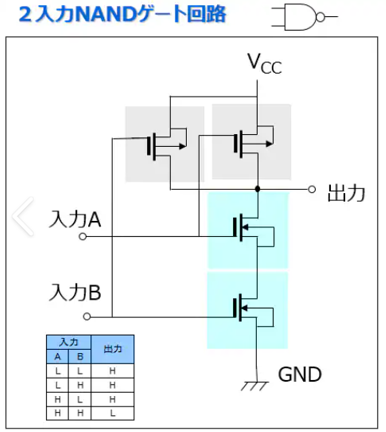 ２入力NANDゲート回路
VCC
出力
入力A
入力B
GND
入力 出力
A B
L L H
L H H
H L H
H H L